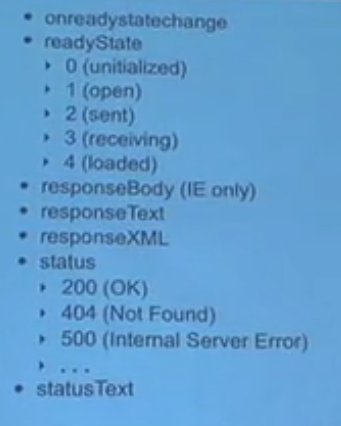 • onreadystatechange
• readyState
‣ 0 (unitialized)
‣ 1 (open)
‣ 2 (sent)
‣ 3 (receiving)
‣ 4 (loaded)
• responseBody (IE only)
• responseText
• responseXML
• status
‣ 200 (OK)
‣ 404 (Not Found)
‣ 500 (Internal Server Error)
‣ ...
• statusText